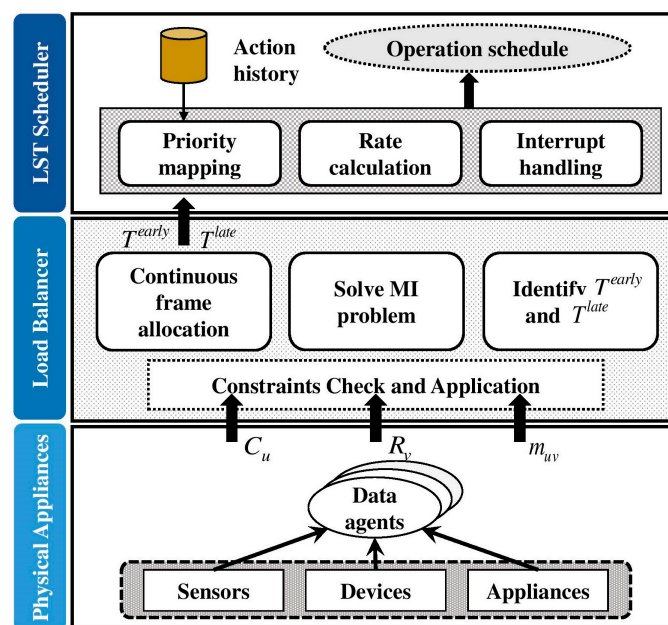 LST Scheduler
Action
history
Operation schedule
Priority
mapping
Rate
calculation
Interrupt
handling
T^early T^late
Load Balancer
Continuous
frame
allocation
Solve MI
problem
Identify T^early
and T^late
Constraints Check and Application
C_u R_v m_uv
Physical Appliances
Data
agents
Sensors
Devices
Appliances